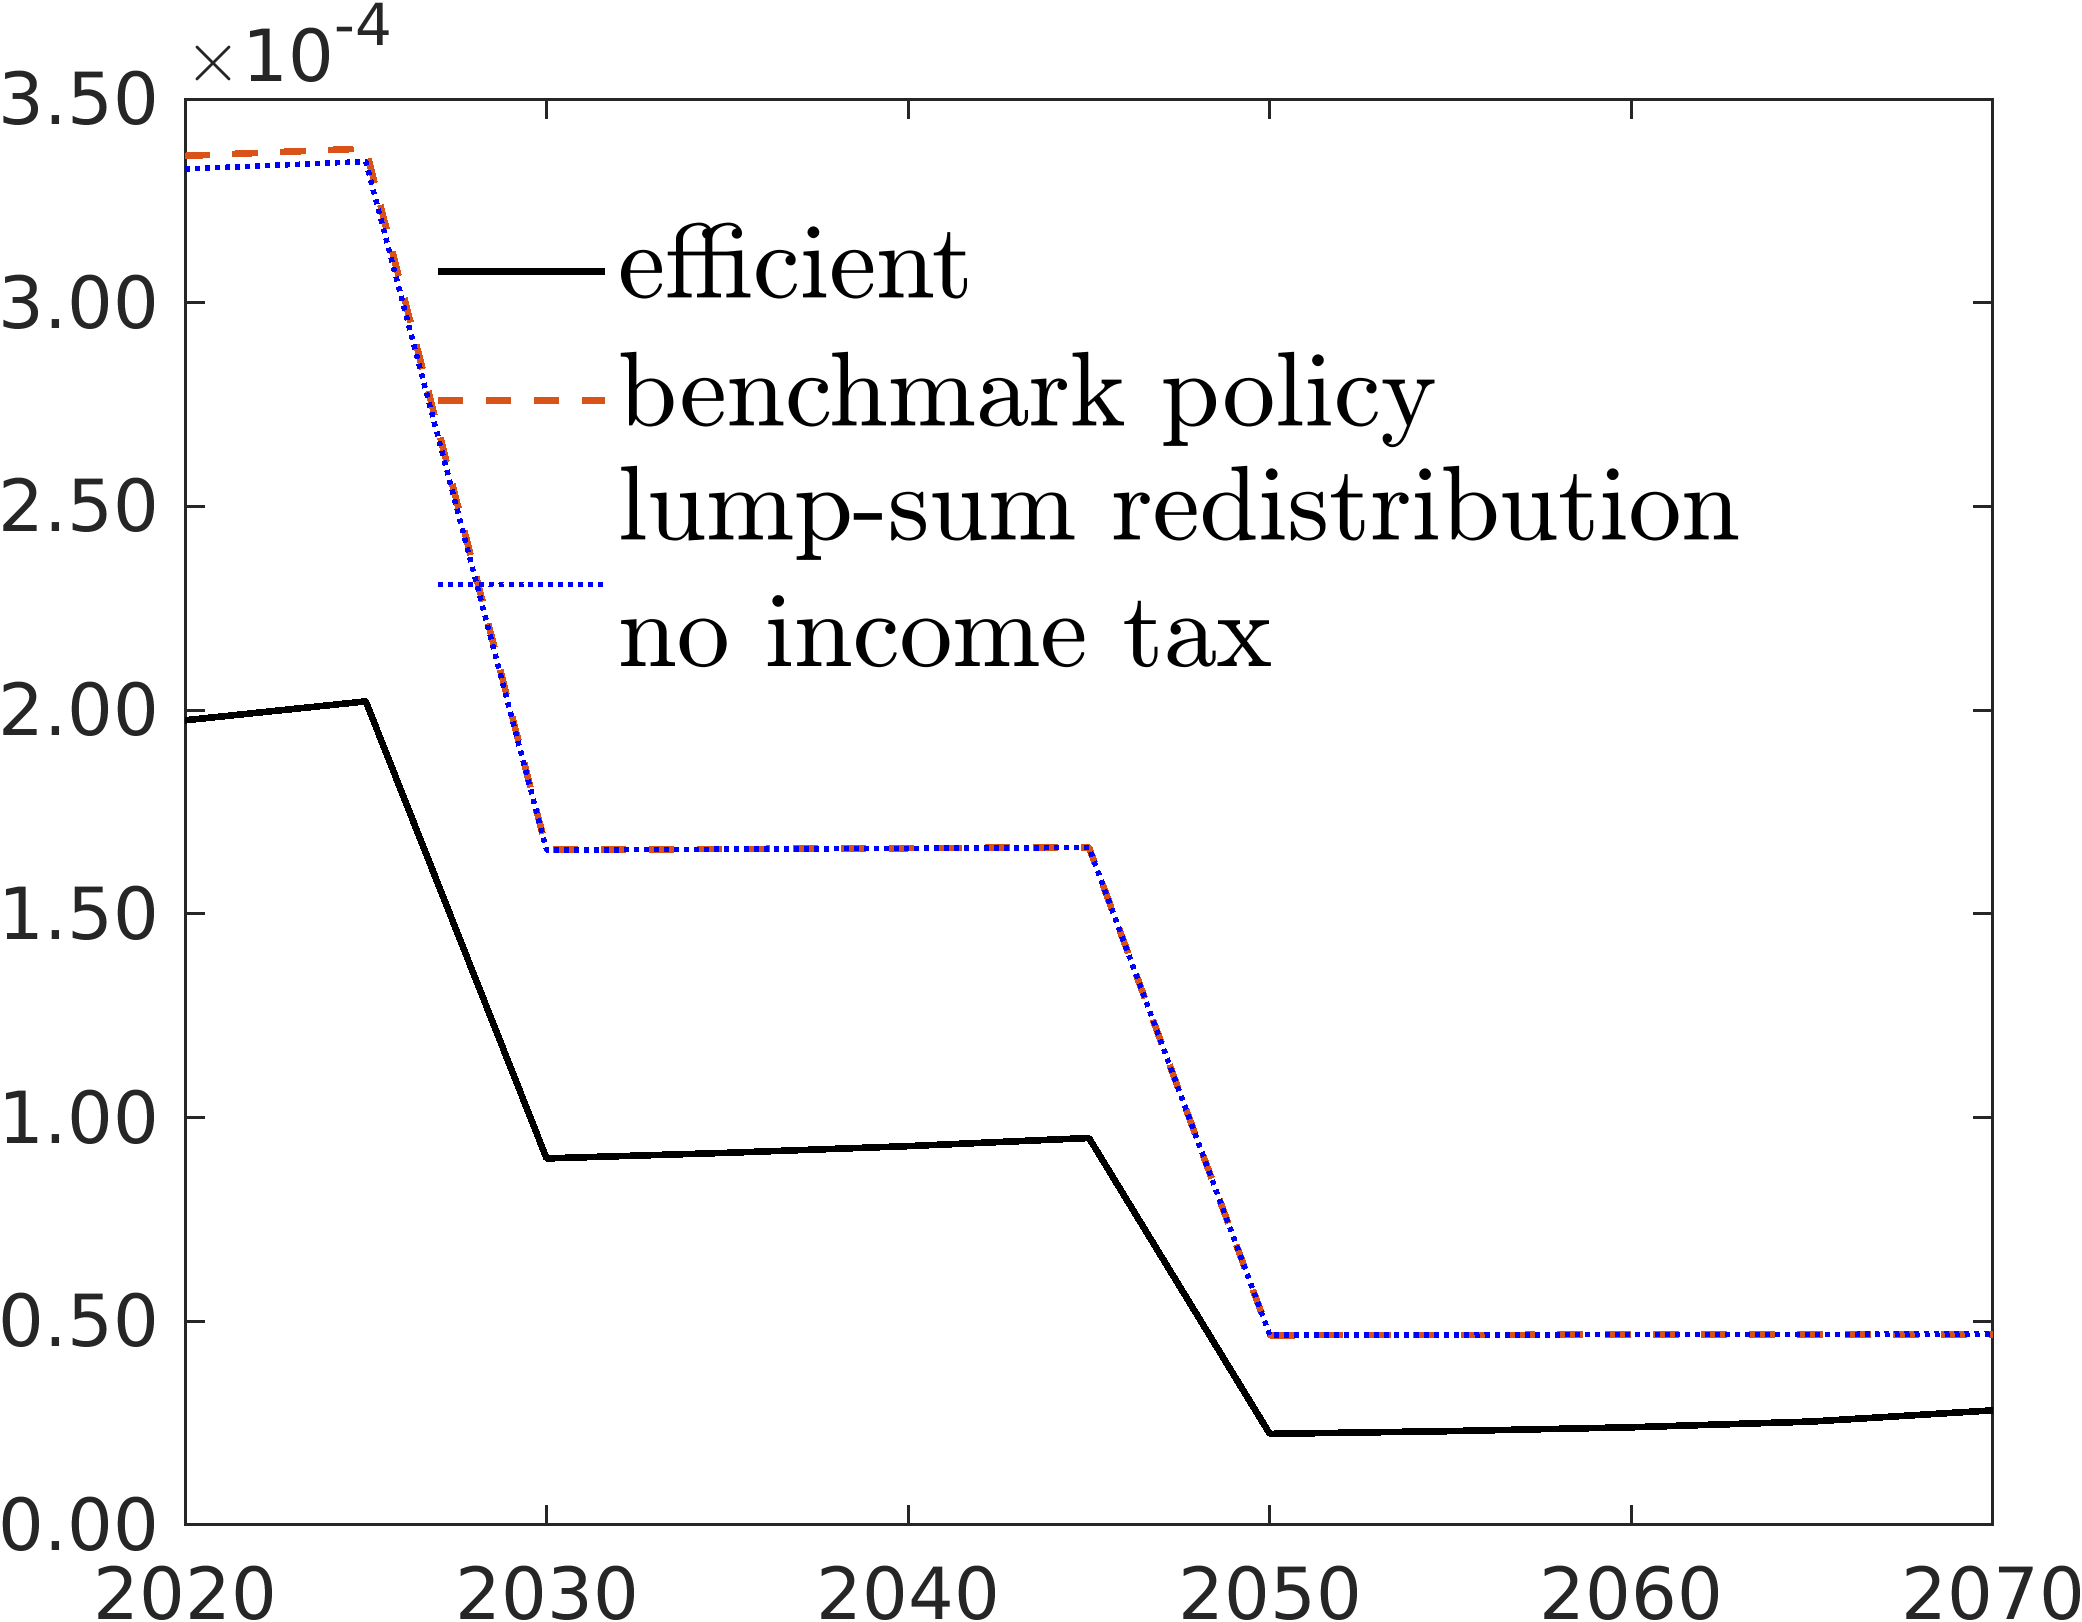 ×10-4
3.50
3.00
2.50
2.00
1.50
1.00
0.50
0.00
efficient
benchmark policy
lump-sum redistribution
no income tax
2020 2030 2040 2050 2060 2070